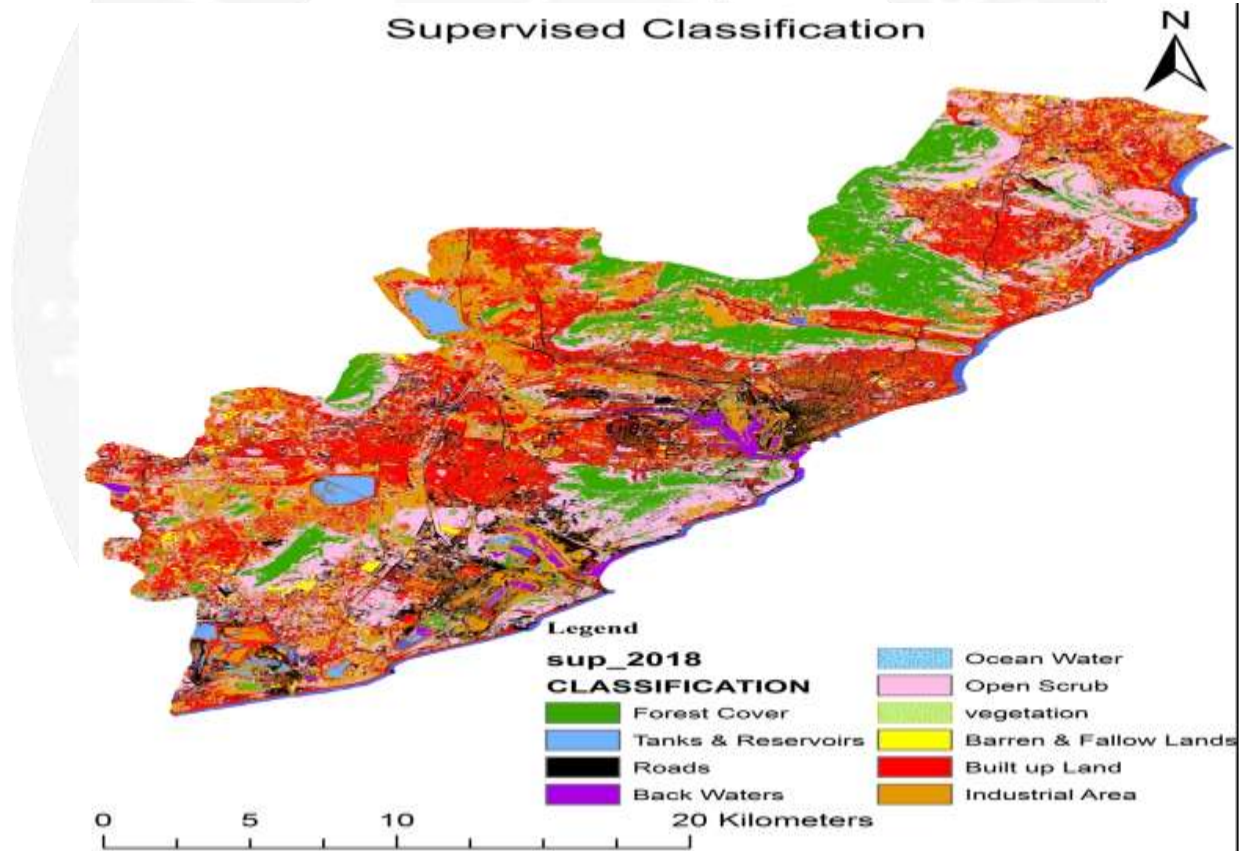 Supervised Classification
N
Legend
sup_2018
CLASSIFICATION
Forest Cover
Tanks & Reservoirs
Roads
Back Waters
Ocean Water
Open Scrub
vegetation
Barren & Fallow Lands
Built up Land
Industrial Area
0 5 10 20 Kilometers